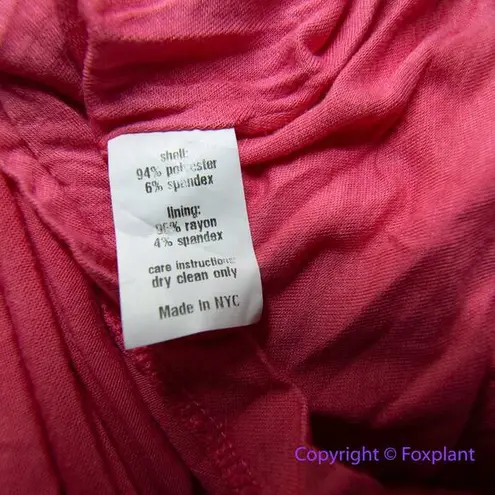 shell:
94% polyester
6% spandex
lining:
96% rayon
4% spandex
care instructions:
dry clean only
Made In NYC
Copyright © Foxplant